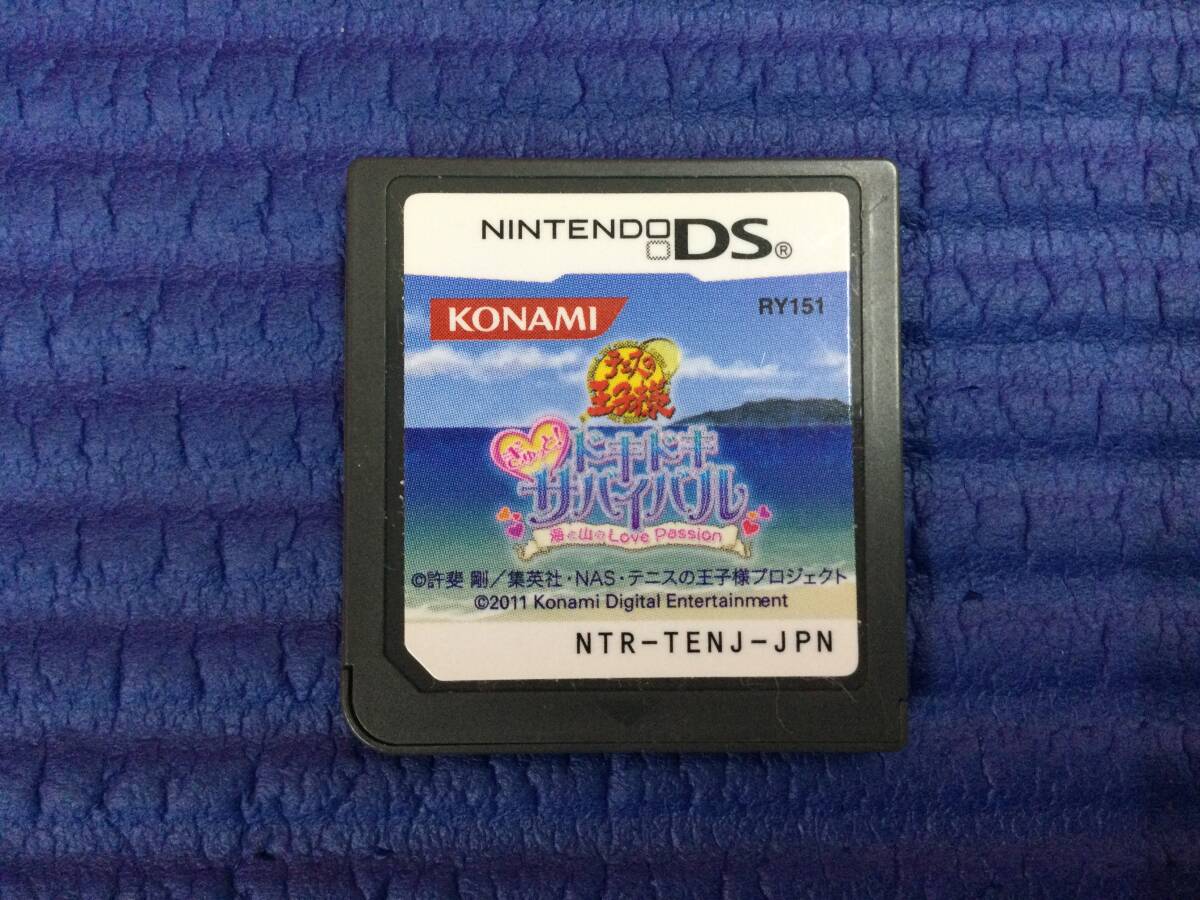 NINTENDO DS®
KONAMI
RY151
テニスの
王子様
ぎゅっと!
ドキドキ
サバイバル
海と山のLove Passion
©許斐 剛/集英社・NAS・テニスの王子様プロジェクト
©2011 Konami Digital Entertainment
NTR-TENJ-JPN